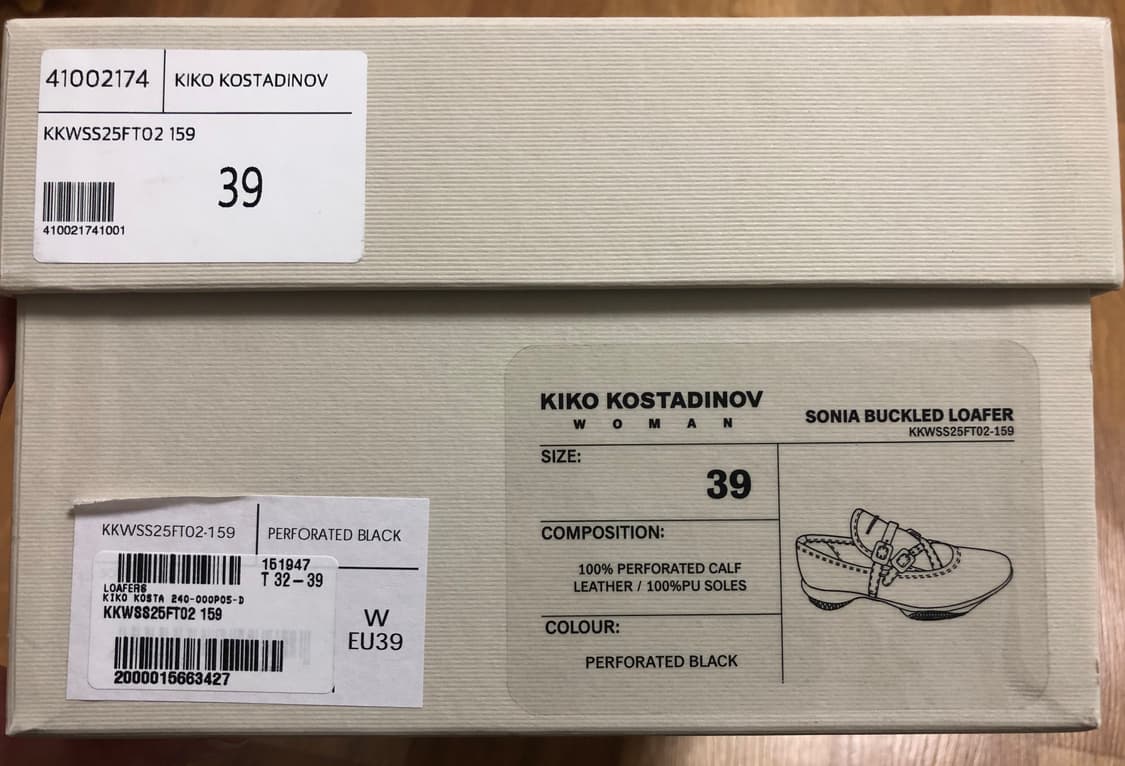 41002174 KIKO KOSTADINOV
KKWSS25FT02 159
39
410021741001
KIKO KOSTADINOV
WOMAN
SONIA BUCKLED LOAFER
KKWSS25FT02-159
SIZE:
39
COMPOSITION:
100% PERFORATED CALF
LEATHER / 100%PU SOLES
COLOUR:
PERFORATED BLACK
KKWSS25FT02-159 PERFORATED BLACK
151947
T 32-39
LOAFERS
KIKO KOSTA 240-000P05-D
KKWSS25FT02 159
W
EU39
2000015663427